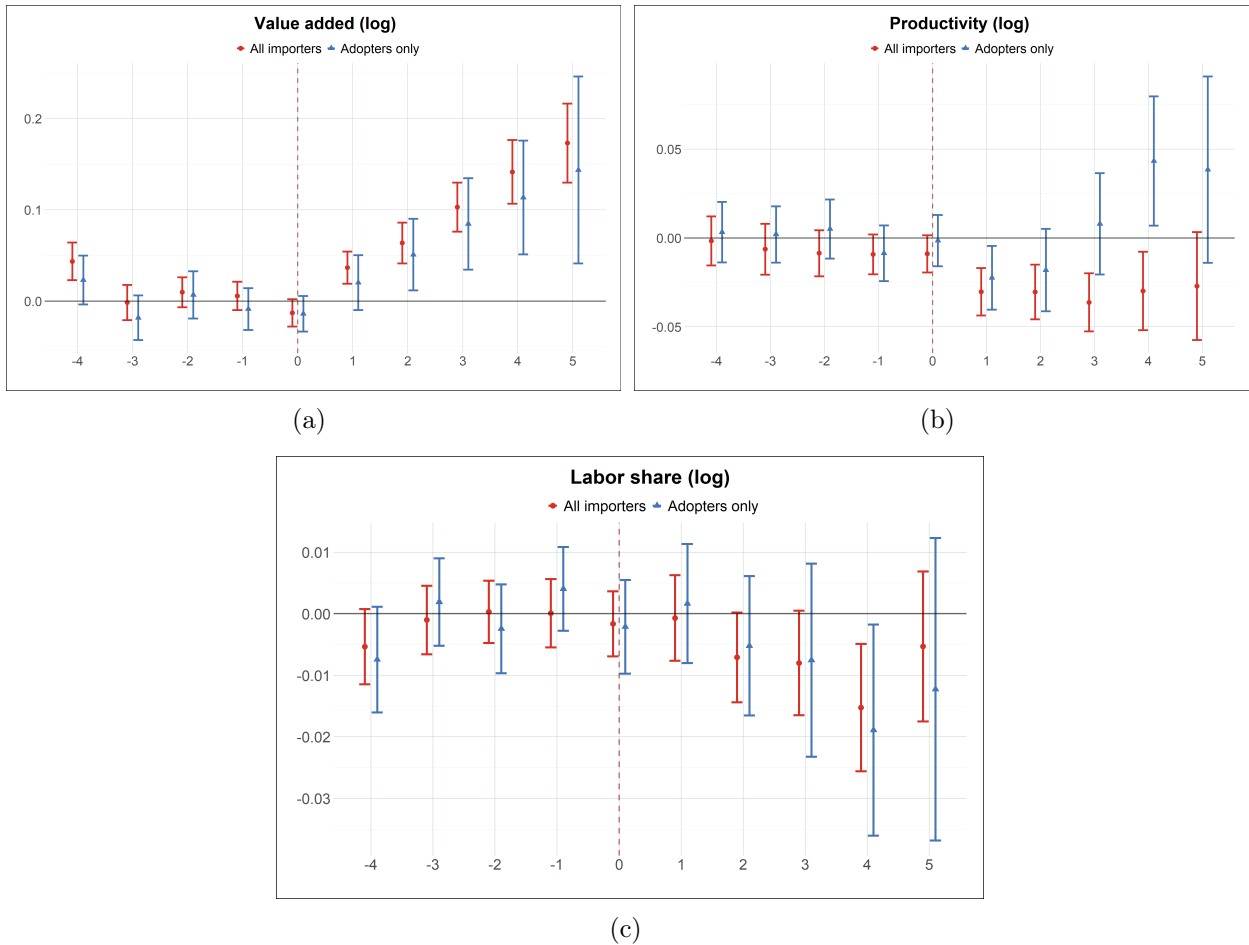 Value added (log)
All importers Adopters only
0.2
0.1
0.0
-4 -3 -2 -1 0 1 2 3 4 5
(a)
Productivity (log)
All importers Adopters only
0.05
0.00
-0.05
-4 -3 -2 -1 0 1 2 3 4 5
(b)
Labor share (log)
All importers Adopters only
0.01
0.00
-0.01
-0.02
-0.03
-4 -3 -2 -1 0 1 2 3 4 5
(c)